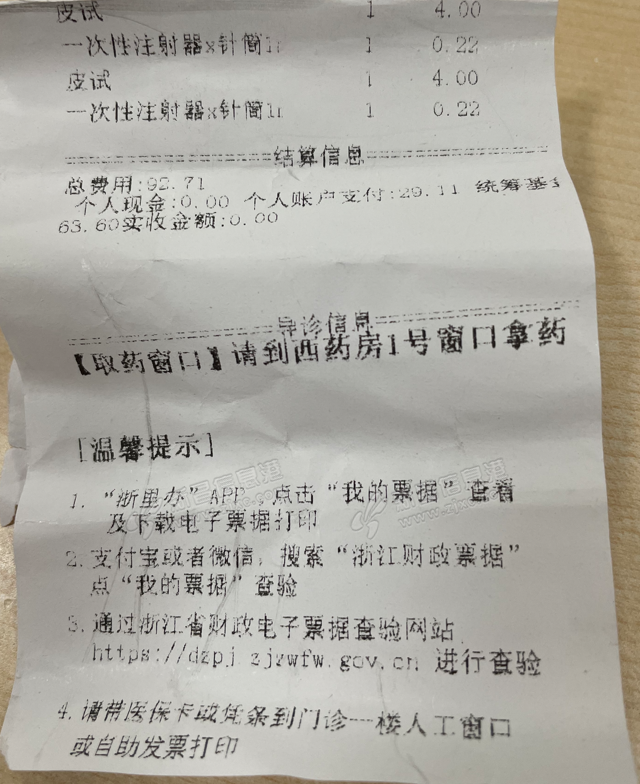 皮试 1 4.00
一次性注射器x针筒1m 1 0.22
皮试 1 4.00
一次性注射器x针筒1m 1 0.22
结算信息
总费用:92.71
个人现金:0.00 个人账户支付:29.11 统筹基金
63.60实收金额:0.00
导诊信息
【取药窗口】请到西药房1号窗口拿药
[温馨提示]
1. “浙里办”APP,点击“我的票据”查看
及下载电子票据打印
2. 支付宝或者微信, 搜索“浙江财政票据”
点“我的票据”查验
3. 通过浙江省财政电子票据查验网站
https://dzpj.zjzwfw.gov.cn 进行查验
4. 请带医保卡或凭条到门诊一楼人工窗口
或自助发票打印